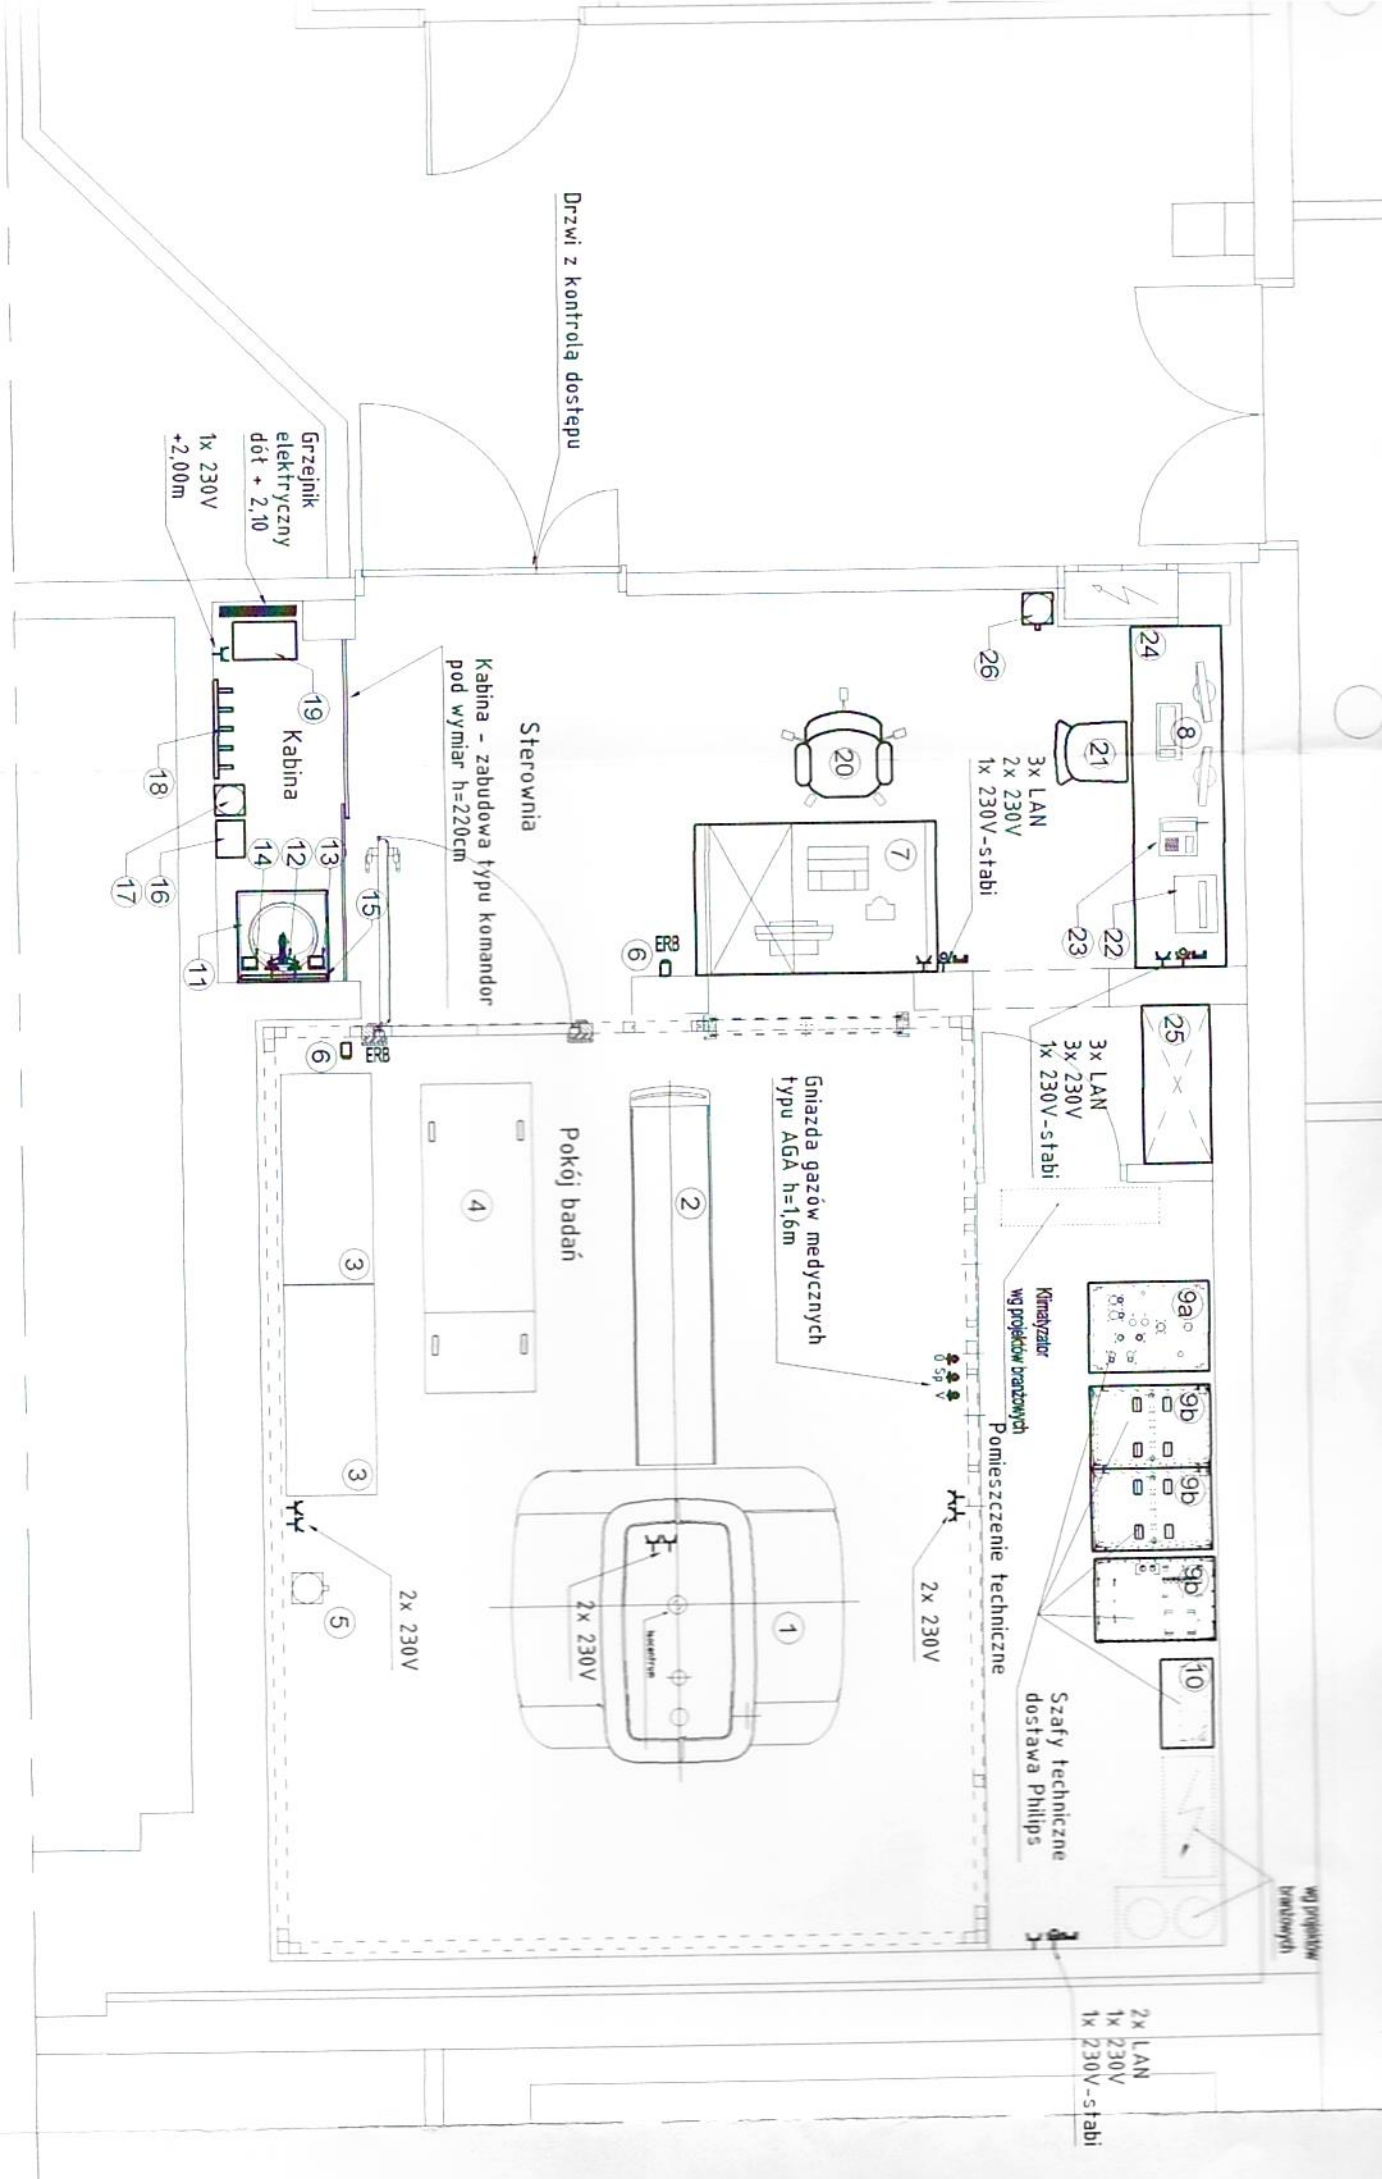 Drzwi z kontrolą dostępu
Grzejnik
elektryczny
dół + 2,10
1x 230V
+2,00m
Kabina - zabudowa typu komandor
pod wymiar h=220cm
Sterownia
Kabina
19
18
17
16
14
12
13
15
11
24
8
21
20
26
7
23
22
3x LAN
2x 230V
1x 230V-stabi
ERB
6
ERB
6
25
3x LAN
3x 230V
1x 230V-stabi
Gniazda gazów medycznych
typu AGA h=1,6m
O Sp V
Klimatyzator
wg projektów branżowych
Pomieszczenie techniczne
Pokój badań
2
4
3
3
9a
9b
9b
9b
10
Szafy techniczne
dostawa Philips
2x 230V
2x 230V
2x 230V
Isocentrum
1
5
wg projektów
branżowych
2x LAN
1x 230V
1x 230V-stabi